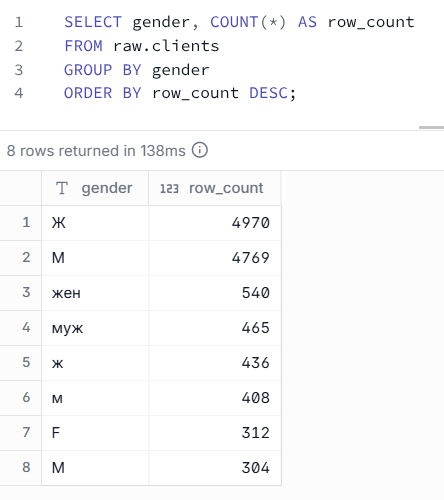 1 SELECT gender, COUNT(*) AS row_count
2 FROM raw.clients
3 GROUP BY gender
4 ORDER BY row_count DESC;
8 rows returned in 138ms
gender 123 row_count
1 Ж 4970
2 М 4769
3 жен 540
4 муж 465
5 ж 436
6 м 408
7 F 312
8 M 304